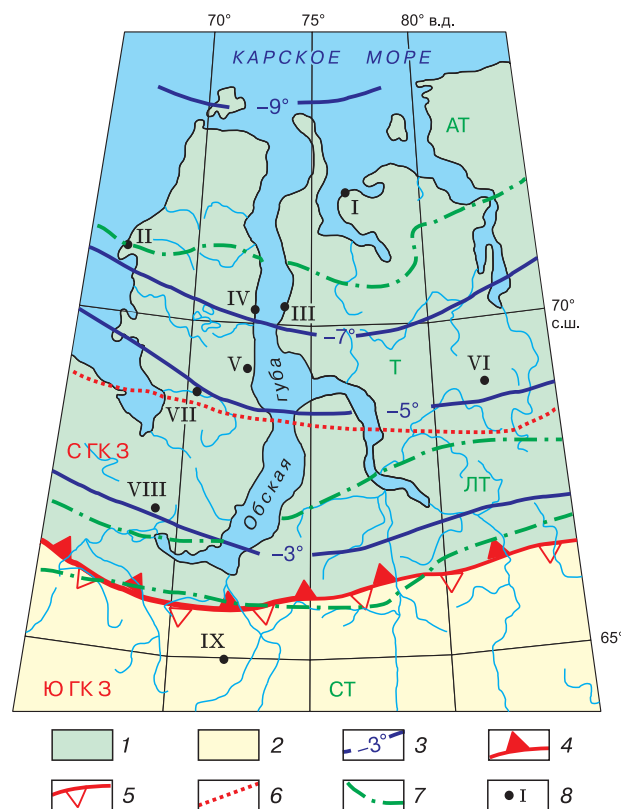 70° 75° 80° в.д.
КАРСКОЕ МОРЕ
–9°
АТ
I
II
IV III
70°
с.ш.
–7°
V губа Т VI
VII –5°
С ГК З
VIII Обская ЛТ
–3°
IX 65°
Ю ГК З СТ
1 2 –3° 3 4
5 6 7 I 8